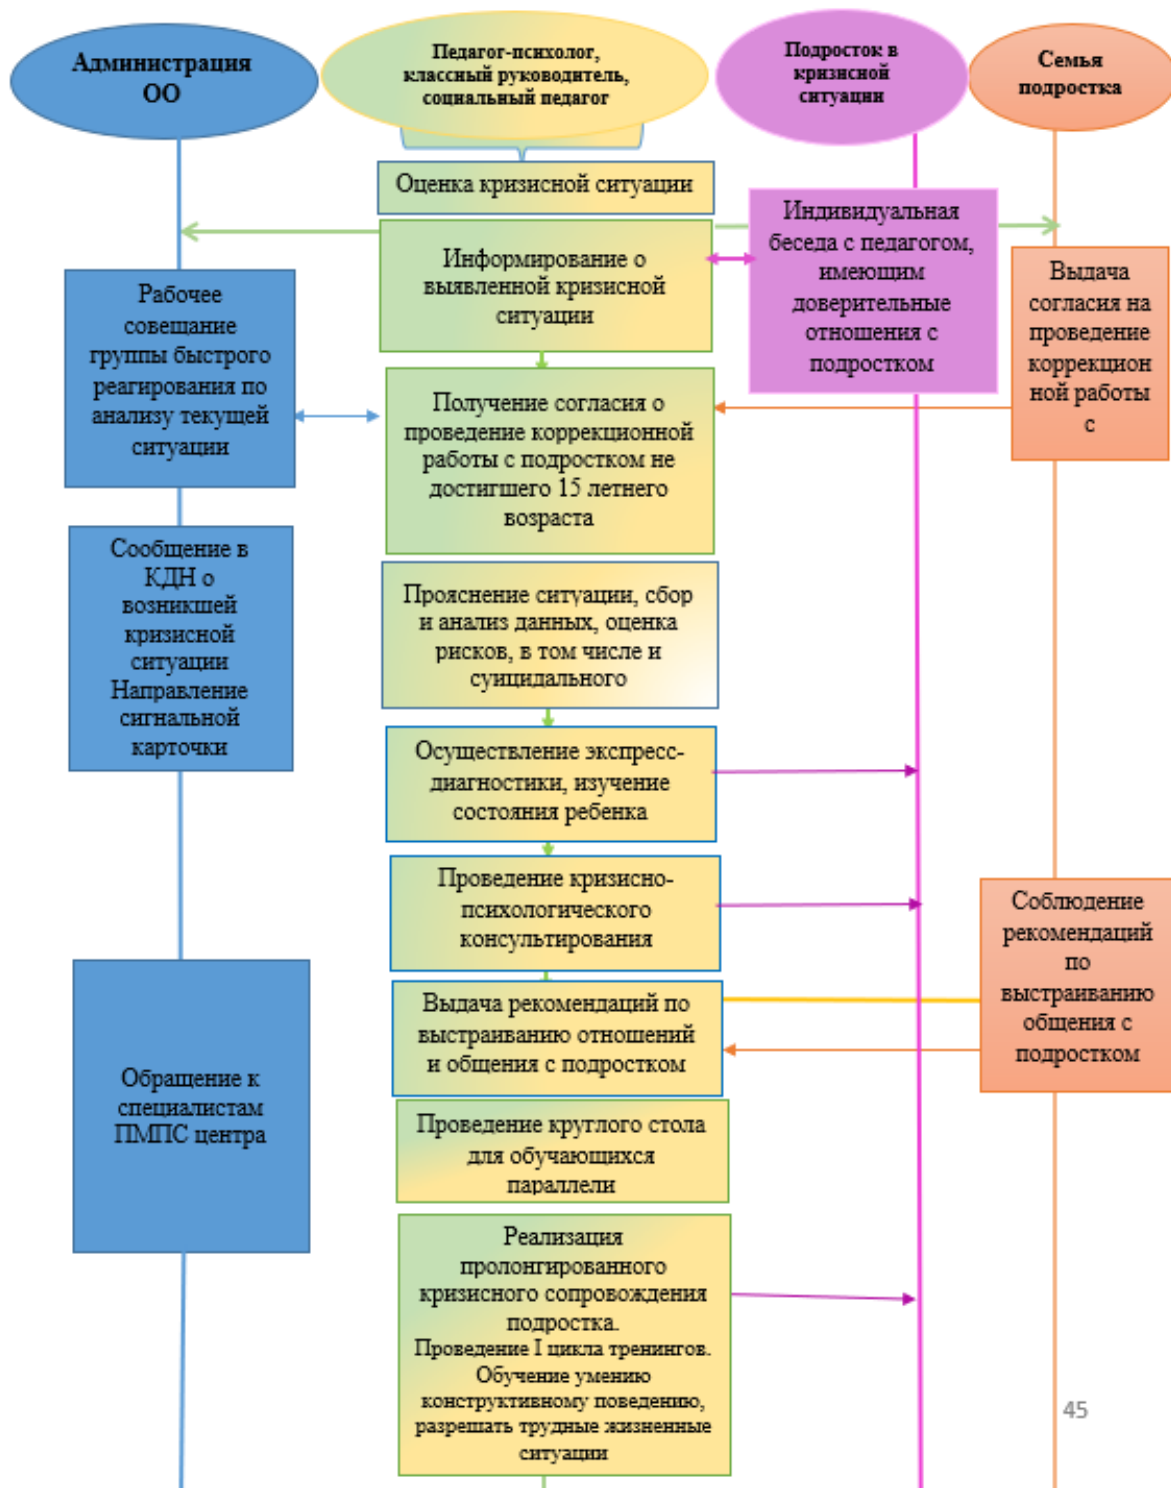 Администрация
ОО
Педагог-психолог,
классный руководитель,
социальный педагог
Подросток в
кризисной
ситуации
Семья
подростка
Оценка кризисной ситуации
Информирование о
выявленной кризисной
ситуации
Индивидуальная
беседа с педагогом,
имеющим
доверительные
отношения с
подростком
Рабочее
совещание
группы быстрого
реагирования по
анализу текущей
ситуации
Выдача
согласия на
проведение
коррекцион
ной работы
с
Получение согласия о
проведение коррекционной
работы с подростком не
достигшего 15 летнего
возраста
Сообщение в
КДН о
возникшей
кризисной
ситуации
Направление
сигнальной
карточки
Прояснение ситуации, сбор
и анализ данных, оценка
рисков, в том числе и
суицидального
Осуществление экспресс-
диагностики, изучение
состояния ребенка
Проведение кризисно-
психологического
консультирования
Соблюдение
рекомендаций
по
выстраиванию
общения с
подростком
Выдача рекомендаций по
выстраиванию отношений
и общения с подростком
Обращение к
специалистам
ПМПС центра
Проведение круглого стола
для обучающихся
параллели
Реализация
пролонгированного
кризисного сопровождения
подростка.
Проведение I цикла тренингов.
Обучение умению
конструктивному поведению,
разрешать трудные жизненные
ситуации
45